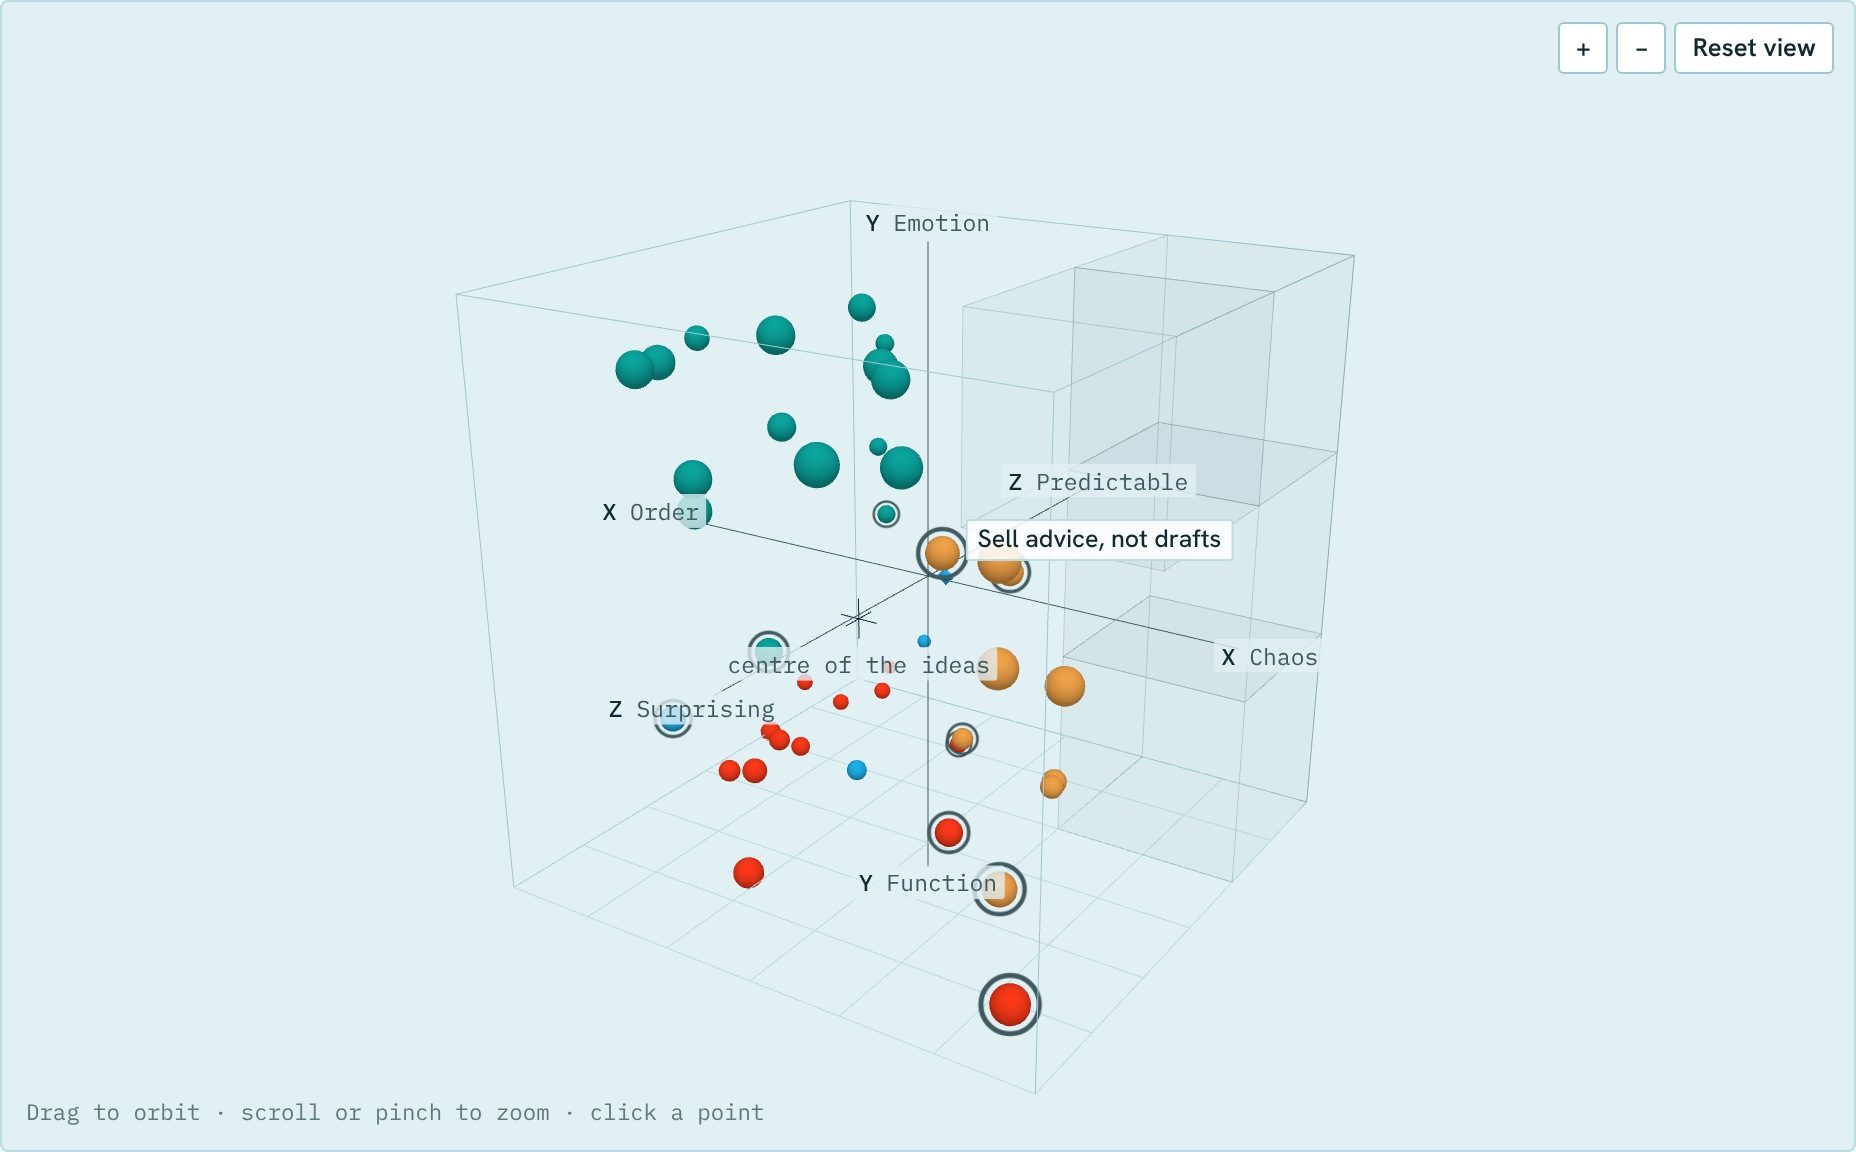 +
-
Reset view
Y Emotion
Z Predictable
X Order
Sell advice, not drafts
X Chaos
centre of the ideas
Z Surprising
Y Function
Drag to orbit · scroll or pinch to zoom · click a point